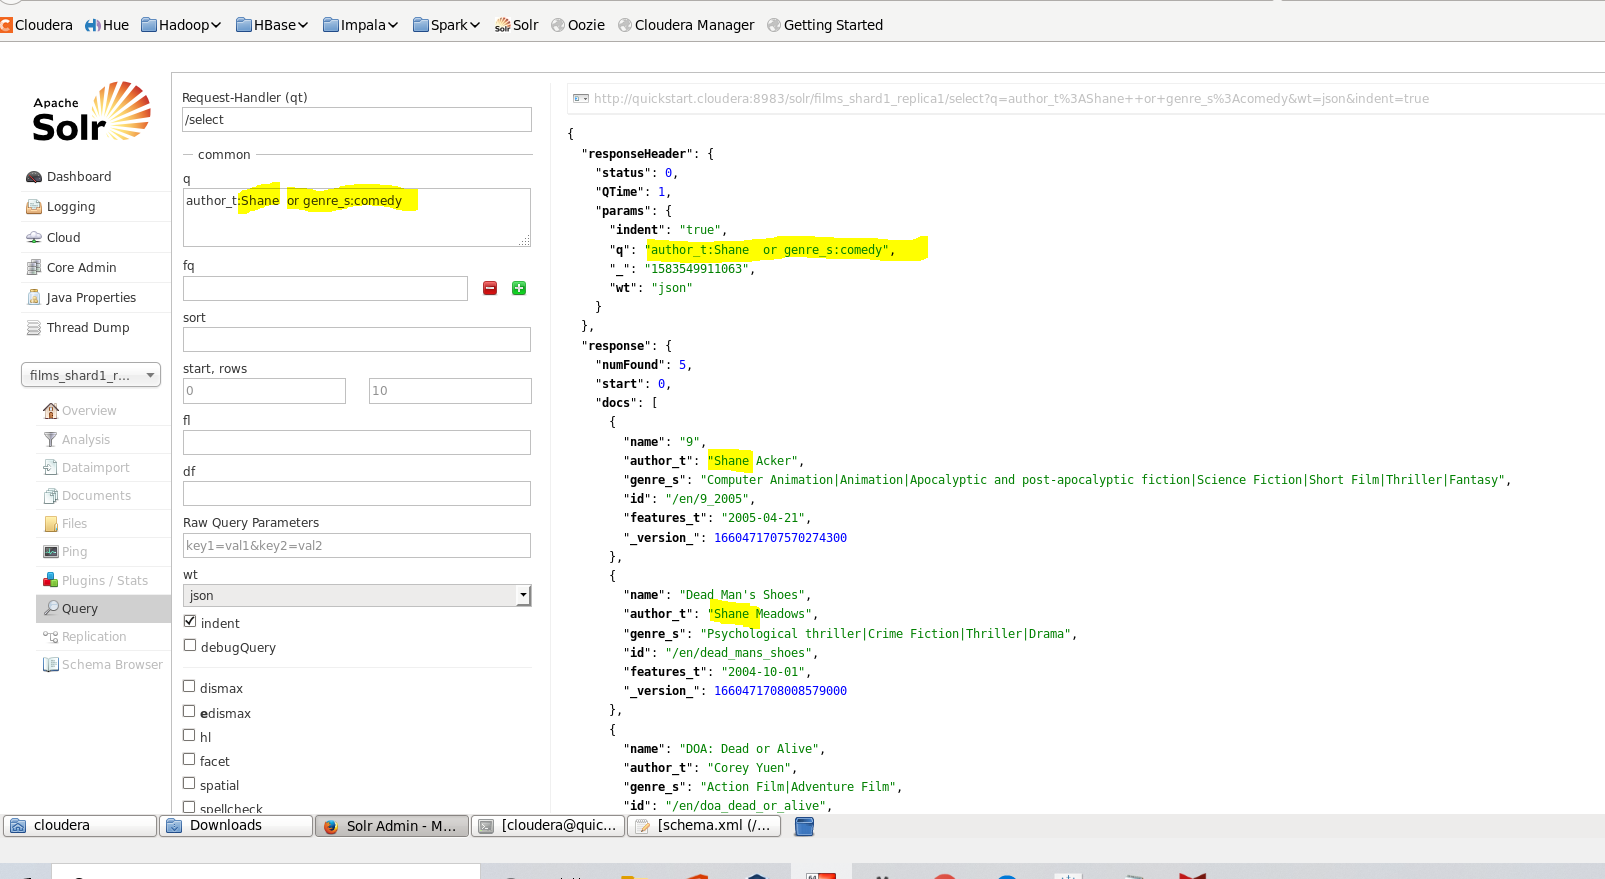 Cloudera Hue Hadoop HBase Impala Spark Solr Oozie Cloudera Manager Getting Started
Apache
Solr
Dashboard
Logging
Cloud
Core Admin
Java Properties
Thread Dump
films_shard1_r...
Overview
Analysis
Dataimport
Documents
Files
Ping
Plugins / Stats
Query
Replication
Schema Browser
Request-Handler (qt)
/select
common
q
author_t:Shane  or genre_s:comedy
fq
sort
start, rows
0 10
fl
df
Raw Query Parameters
key1=val1&key2=val2
wt
json
indent
debugQuery
dismax
edismax
hl
facet
spatial
spellcheck
http://quickstart.cloudera:8983/solr/films_shard1_replica1/select?q=author_t%3AShane++or+genre_s%3Acomedy&wt=json&indent=true
{
"responseHeader": {
"status": 0,
"QTime": 1,
"params": {
"indent": "true",
"q": "author_t:Shane  or genre_s:comedy",
"_": "1583549911063",
"wt": "json"
}
},
"response": {
"numFound": 5,
"start": 0,
"docs": [
{
"name": "9",
"author_t": "Shane Acker",
"genre_s": "Computer Animation|Animation|Apocalyptic and post-apocalyptic fiction|Science Fiction|Short Film|Thriller|Fantasy",
"id": "/en/9_2005",
"features_t": "2005-04-21",
"_version_": 1660471707570274300
},
{
"name": "Dead Man's Shoes",
"author_t": "Shane Meadows",
"genre_s": "Psychological thriller|Crime Fiction|Thriller|Drama",
"id": "/en/dead_mans_shoes",
"features_t": "2004-10-01",
"_version_": 1660471708008579000
},
{
"name": "DOA: Dead or Alive",
"author_t": "Corey Yuen",
"genre_s": "Action Film|Adventure Film",
"id": "/en/doa_dead_or_alive",
cloudera Downloads Solr Admin - M... [cloudera@quic... [schema.xml (/...